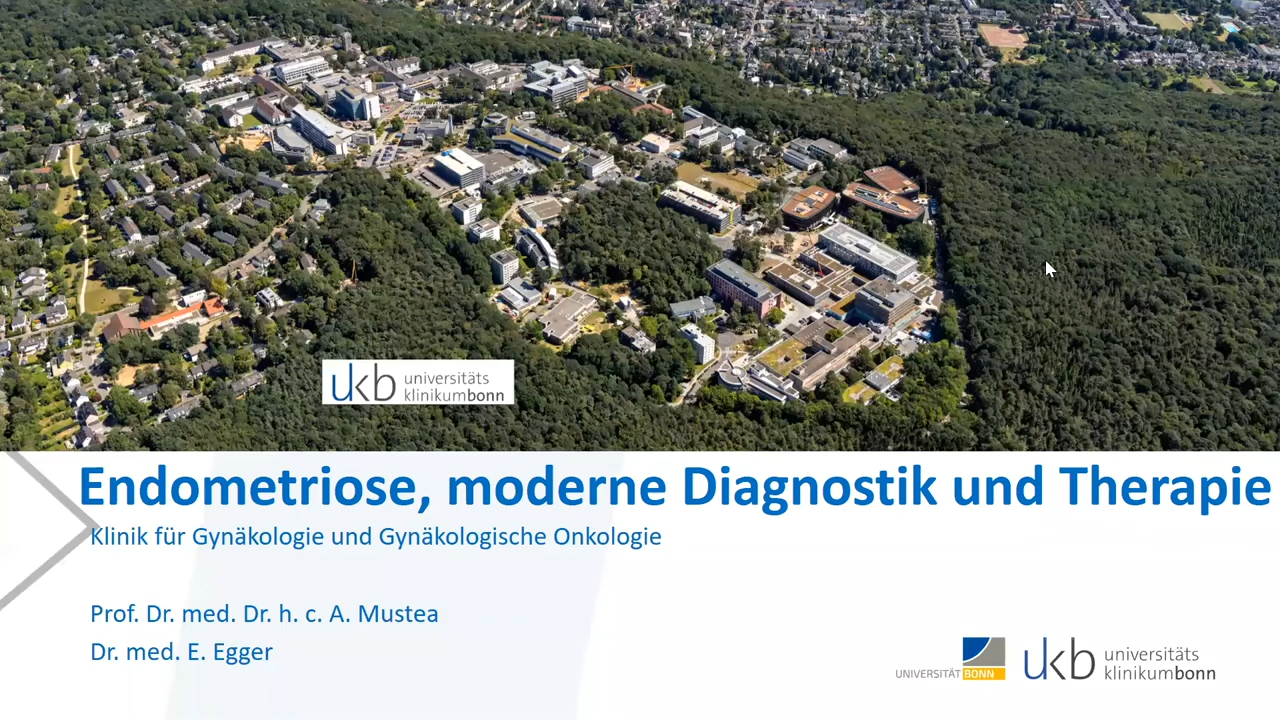 ukb universitäts
klinikumbonn
Endometriose, moderne Diagnostik und Therapie
Klinik für Gynäkologie und Gynäkologische Onkologie
Prof. Dr. med. Dr. h. c. A. Mustea
Dr. med. E. Egger
UNIVERSITÄT BONN
ukb universitäts
klinikumbonn